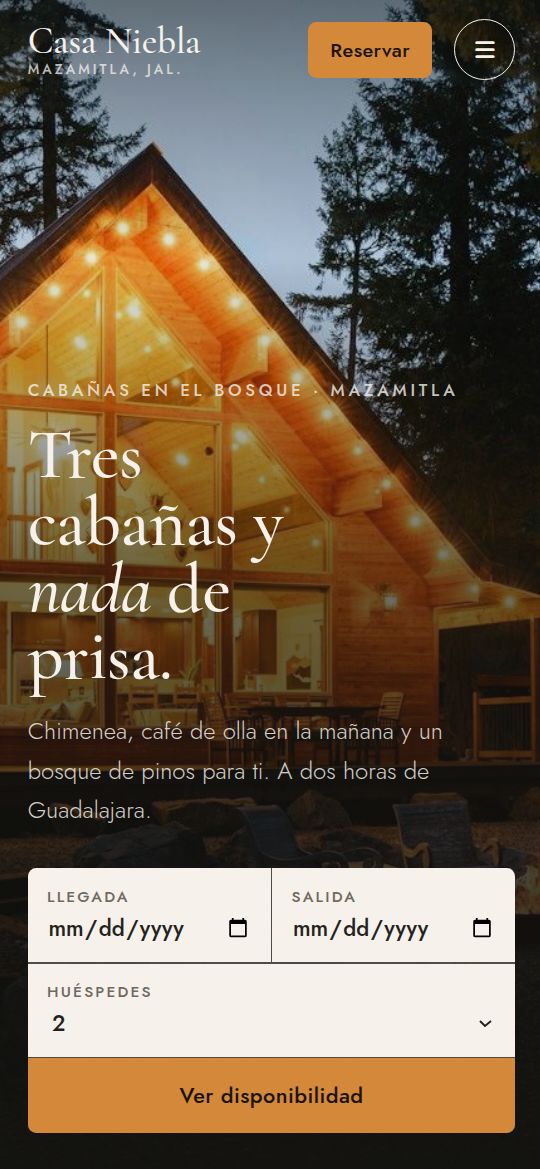 Casa Niebla
MAZAMITLA, JAL.
Reservar
CABAÑAS EN EL BOSQUE · MAZAMITLA
Tres
cabañas y
nada de
prisa.
Chimenea, café de olla en la mañana y un
bosque de pinos para ti. A dos horas de
Guadalajara.
LLEGADA
mm/dd/yyyy
SALIDA
mm/dd/yyyy
HUÉSPEDES
2
Ver disponibilidad